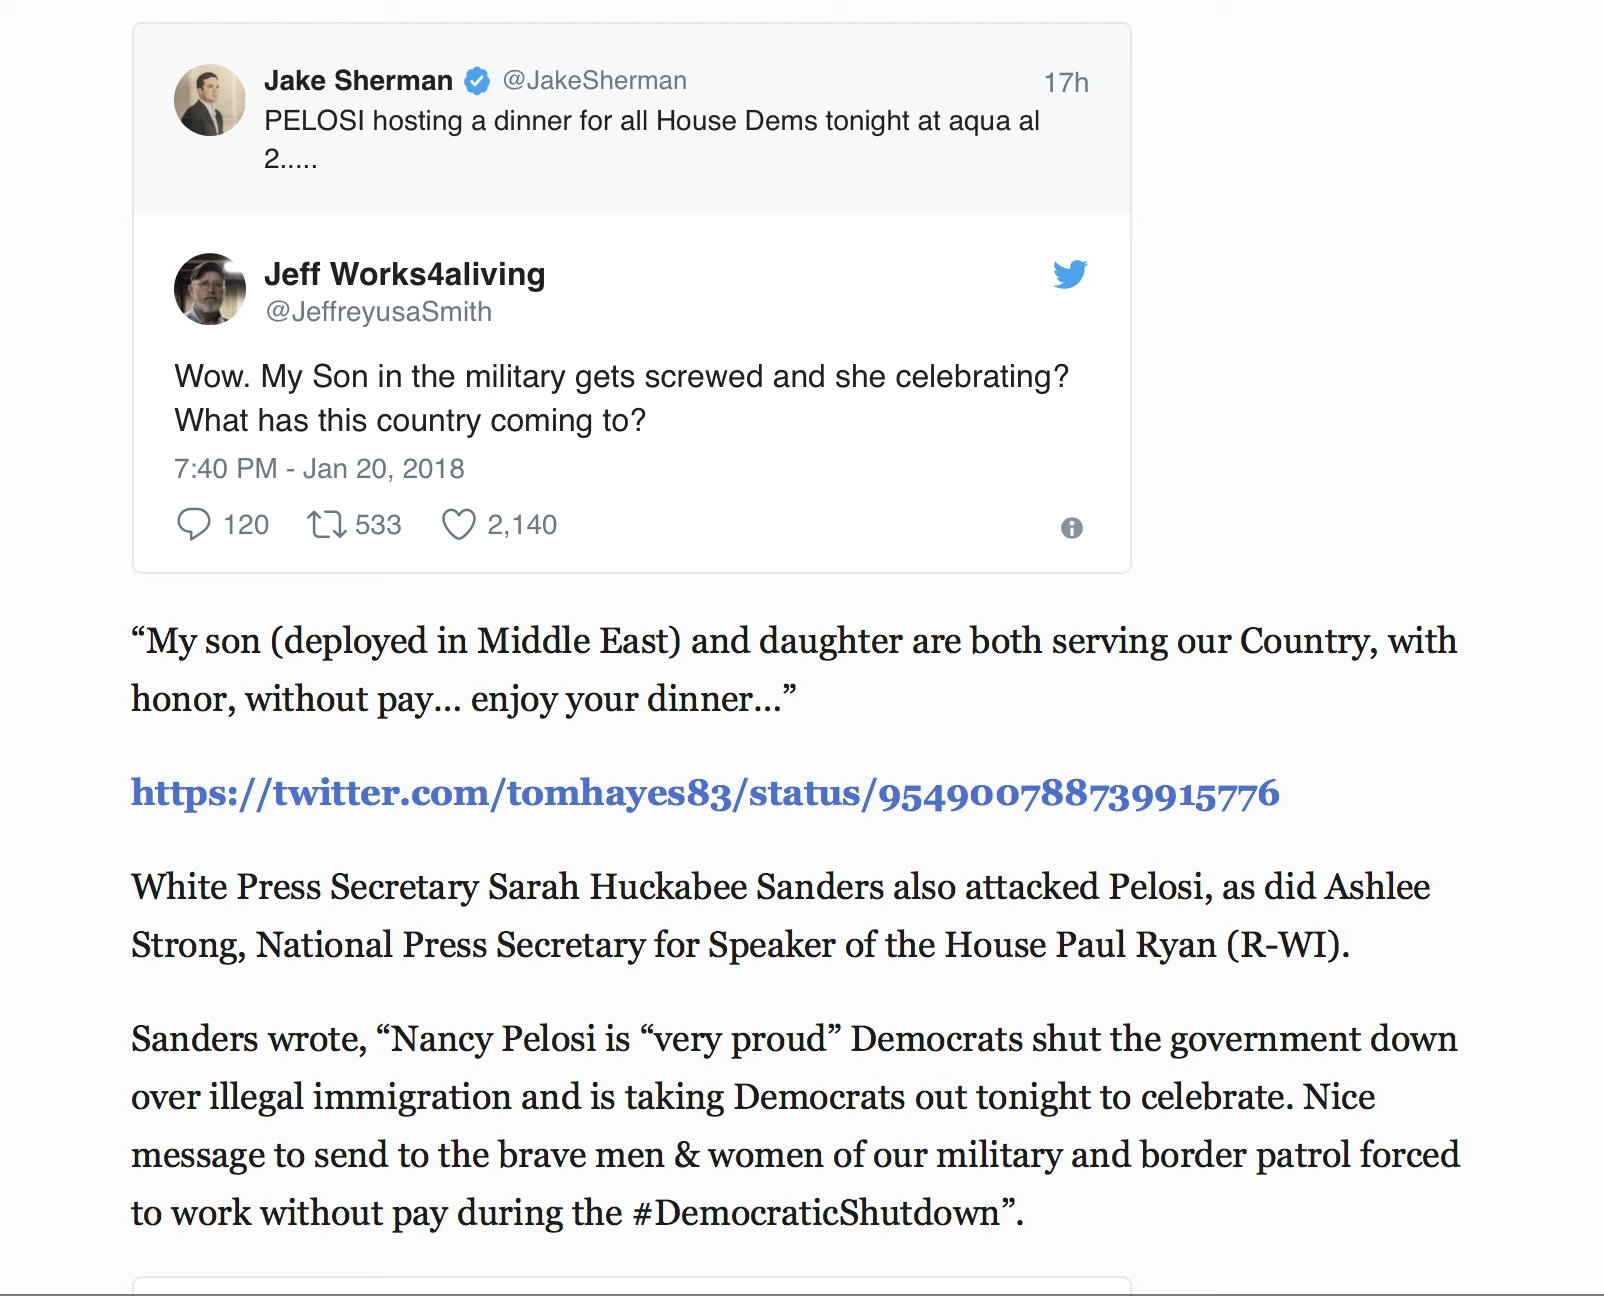 Jake Sherman @JakeSherman 17h
PELOSI hosting a dinner for all House Dems tonight at aqua al
2.....
Jeff Works4aliving
@JeffreyusaSmith
Wow. My Son in the military gets screwed and she celebrating?
What has this country coming to?
7:40 PM - Jan 20, 2018
120 533 2,140
“My son (deployed in Middle East) and daughter are both serving our Country, with
honor, without pay… enjoy your dinner…”
https://twitter.com/tomhayes83/status/954900788739915776
White Press Secretary Sarah Huckabee Sanders also attacked Pelosi, as did Ashlee
Strong, National Press Secretary for Speaker of the House Paul Ryan (R-WI).
Sanders wrote, “Nancy Pelosi is “very proud” Democrats shut the government down
over illegal immigration and is taking Democrats out tonight to celebrate. Nice
message to send to the brave men & women of our military and border patrol forced
to work without pay during the #DemocraticShutdown”.